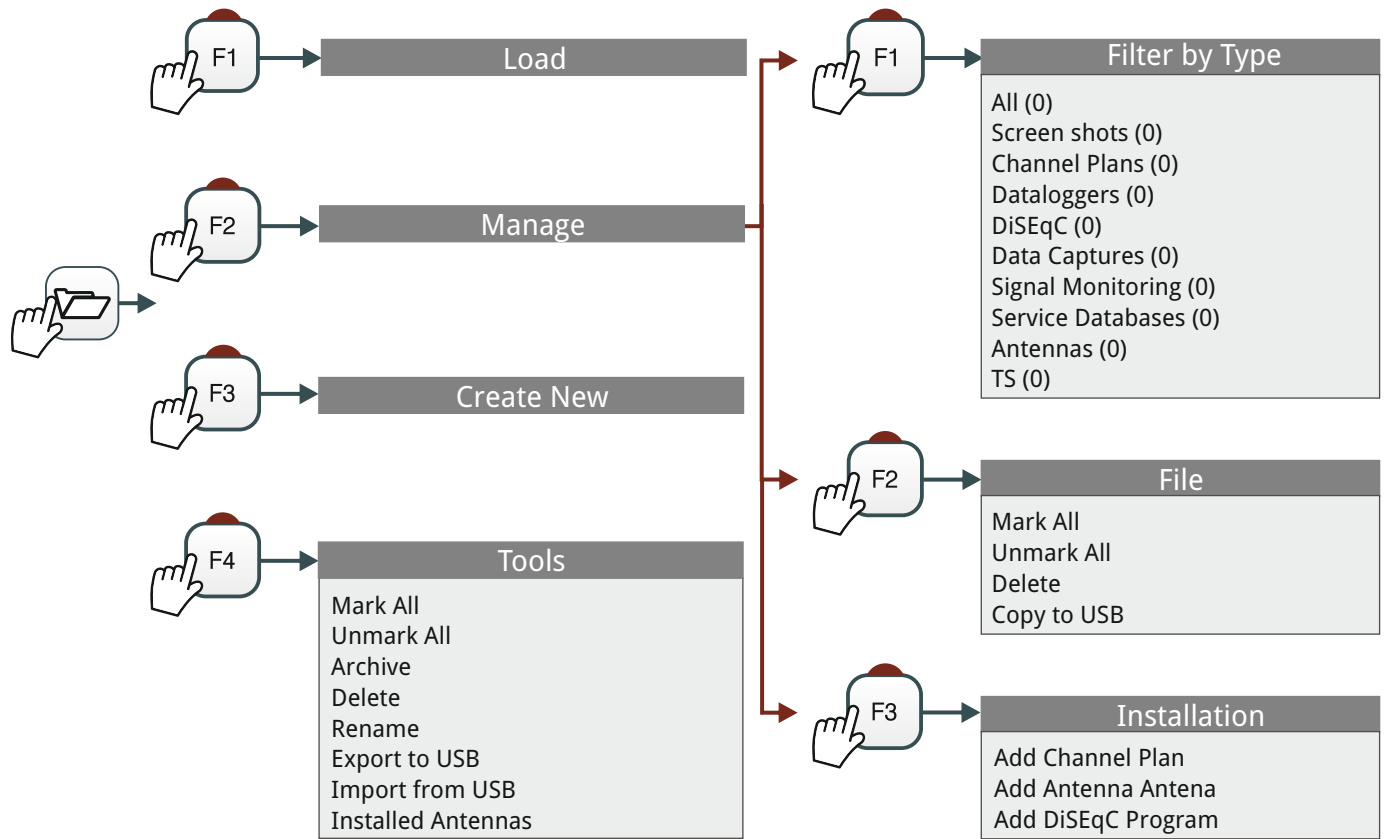 F1
Load
F2
Manage
F3
Create New
F4
Tools
Mark All
Unmark All
Archive
Delete
Rename
Export to USB
Import from USB
Installed Antennas
F1
Filter by Type
All (0)
Screen shots (0)
Channel Plans (0)
Dataloggers (0)
DiSEqC (0)
Data Captures (0)
Signal Monitoring (0)
Service Databases (0)
Antennas (0)
TS (0)
F2
File
Mark All
Unmark All
Delete
Copy to USB
F3
Installation
Add Channel Plan
Add Antenna Antena
Add DiSEqC Program